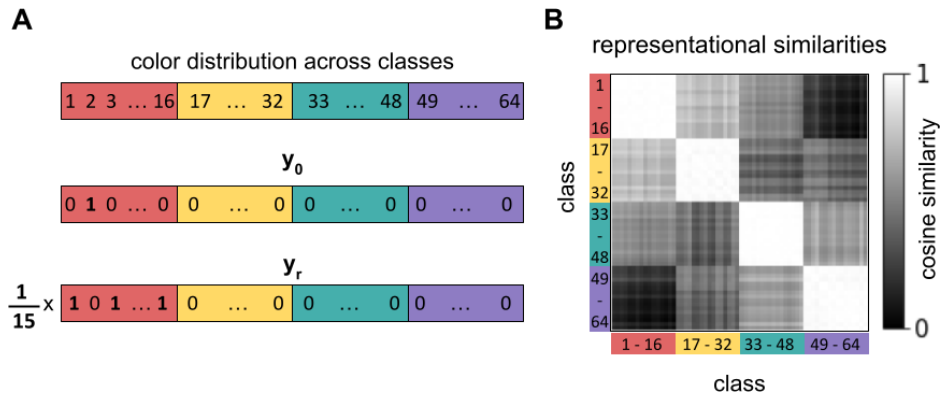 A
color distribution across classes
1 2 3 ... 16 17 ... 32 33 ... 48 49 ... 64
y0
0 1 0 ... 0 0 ... 0 0 ... 0 0 ... 0
yr
1/15 x 1 0 1 ... 1 0 ... 0 0 ... 0 0 ... 0
B
representational similarities
class
1 - 16
17 - 32
33 - 48
49 - 64
1 - 16 17 - 32 33 - 48 49 - 64
class
1
0
cosine similarity